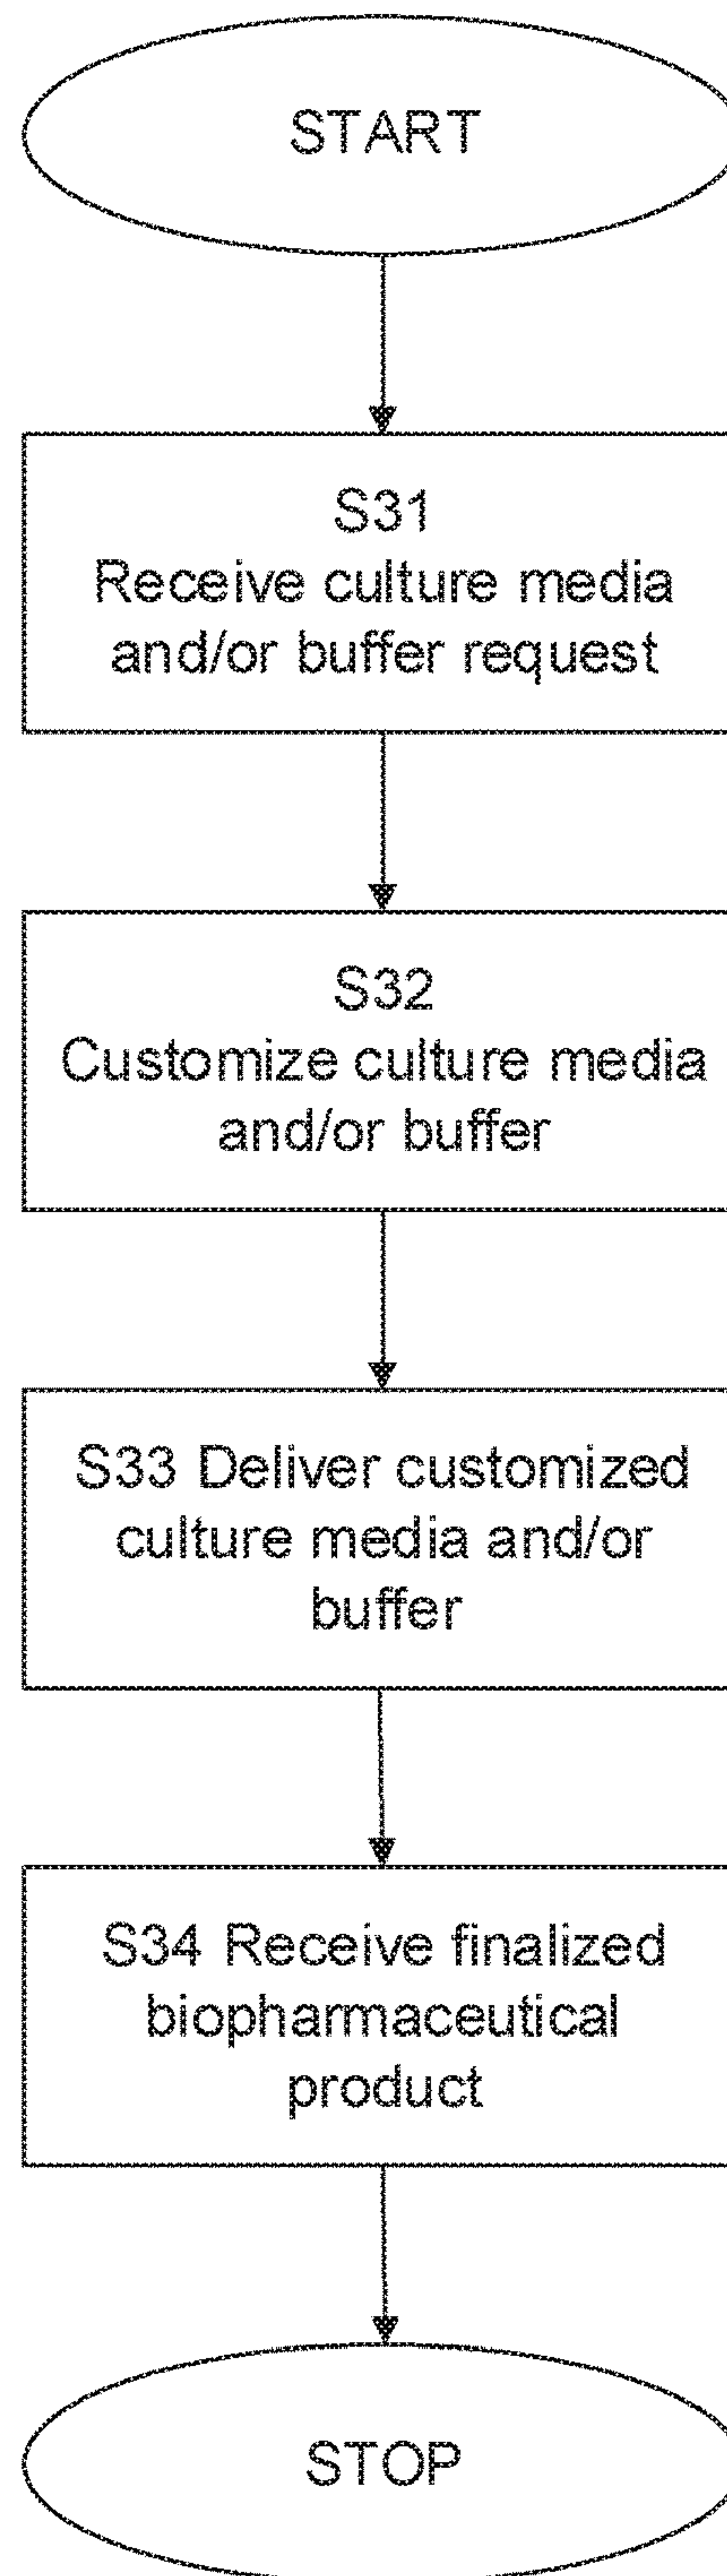 START
S31
Receive culture media
and/or buffer request
S32
Customize culture media
and/or buffer
S33 Deliver customized
culture media and/or
buffer
S34 Receive finalized
biopharmaceutical
product
STOP